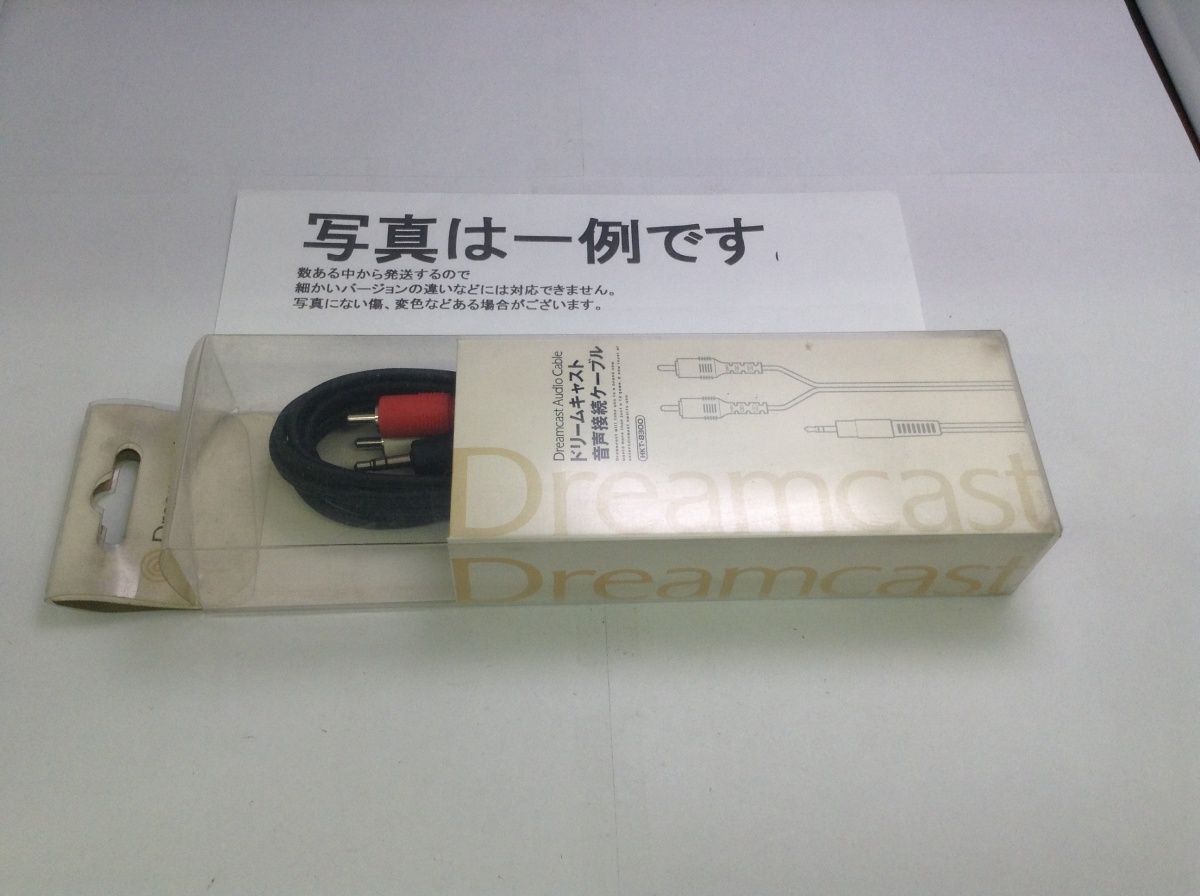 写真は一例です
数ある中から発送するので
細かいバージョンの違いなどには対応できません。
写真にない傷、変色などある場合がございます。
Dreamcast Audio Cable
ドリームキャスト
音声接続ケーブル
HKT-8300
Dreamcast
Dreamcast